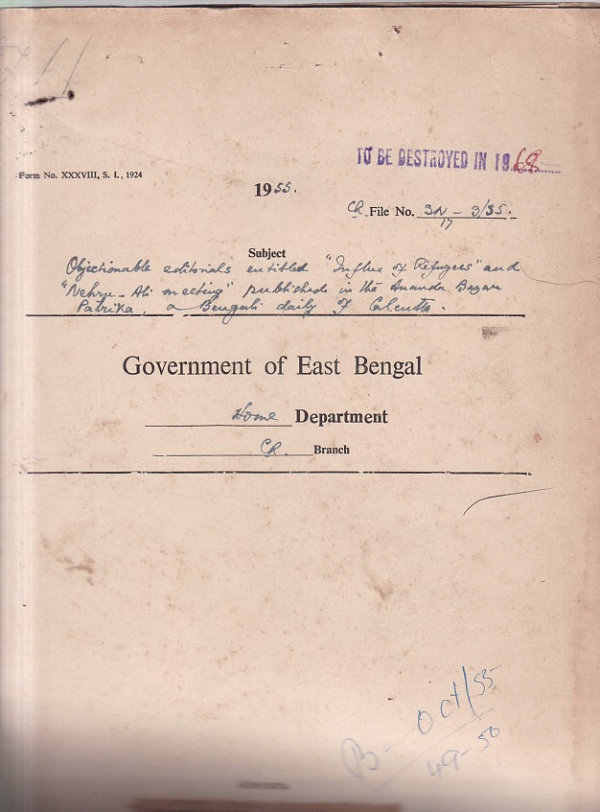 TO BE DESTROYED IN 1968
Form No. XXXVIII, S. I., 1924
1955.
CR. File No. 3N - 3/55.
17
Subject
Objectionable editorials entitled "Influx of Refugees" and
"Nehru - Ali meeting" published in the Ananda Bazar
Patrika, a Bengali daily of Calcutta.
Government of East Bengal
Home Department
CR. Branch
B - Oct/55
49-50